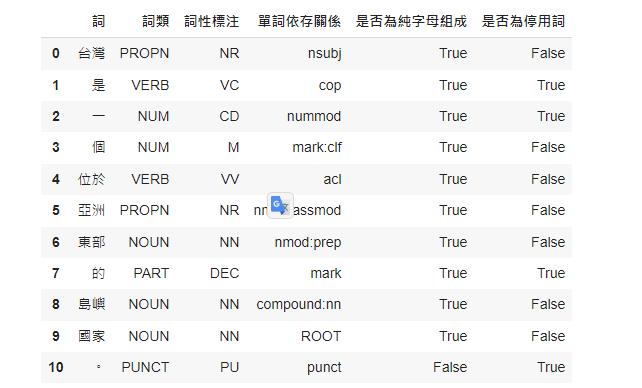 詞 詞類 詞性標注 單詞依存關係 是否為純字母組成 是否為停用詞
0 台灣 PROPN NR nsubj True False
1 是 VERB VC cop True True
2 一 NUM CD nummod True True
3 個 NUM M mark:clf True False
4 位於 VERB VV acl True False
5 亞洲 PROPN NR True False
6 東部 NOUN NN nmod:prep True False
7 的 PART DEC mark True True
8 島嶼 NOUN NN compound:nn True False
9 國家 NOUN NN ROOT True False
10 。 PUNCT PU punct False True